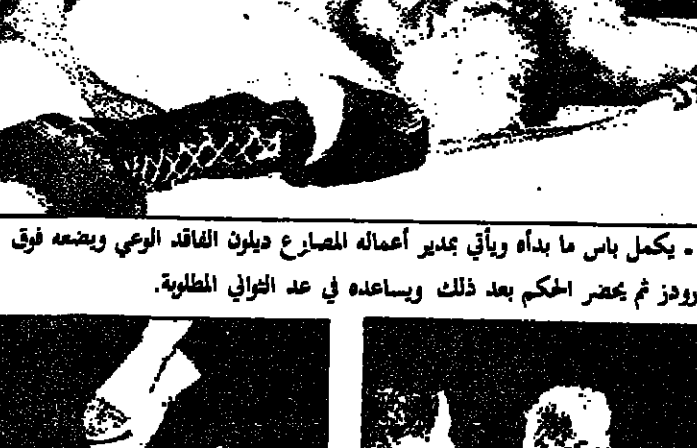 - يكمل باس ما بدأه ويأتي بمدير أعماله المصارع ديلون الفاقد الوعي ويضعه فوق
رودز ثم يحضر الحكم بعد ذلك ويساعده في عد الثواني المطلوبة.